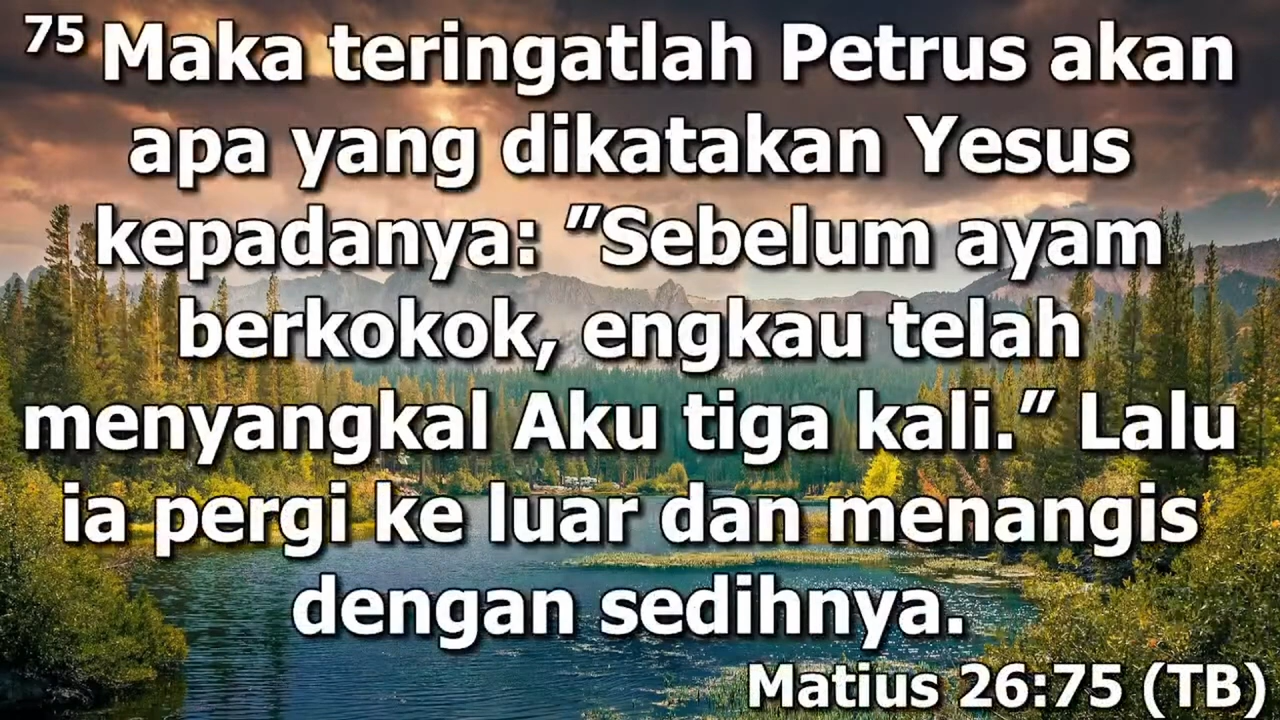 75 Maka teringatlah Petrus akan
apa yang dikatakan Yesus
kepadanya: ”Sebelum ayam
berkokok, engkau telah
menyangkal Aku tiga kali.” Lalu
ia pergi ke luar dan menangis
dengan sedihnya.
Matius 26:75 (TB)